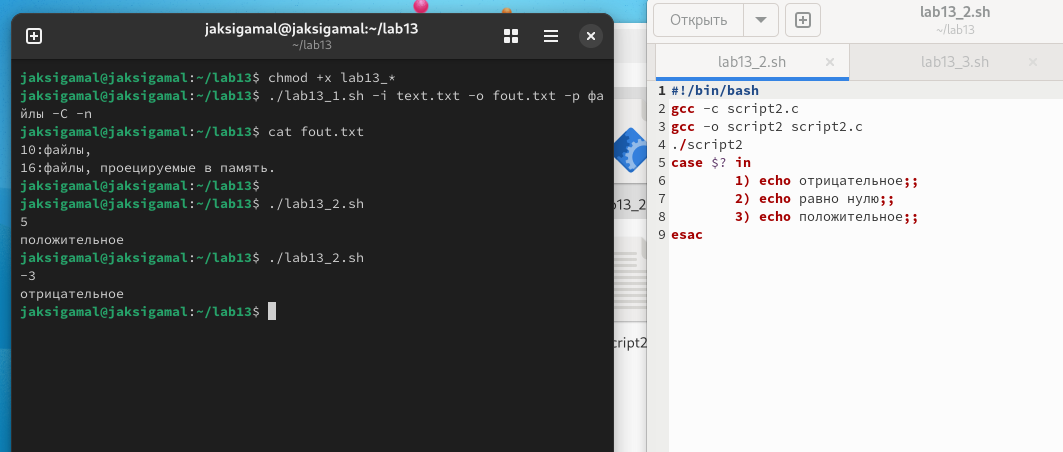 jaksigamal@jaksigamal:~/lab13
~/lab13
jaksigamal@jaksigamal:~/lab13$ chmod +x lab13_*
jaksigamal@jaksigamal:~/lab13$ ./lab13_1.sh -i text.txt -o fout.txt -p фа
йлы -C -n
jaksigamal@jaksigamal:~/lab13$ cat fout.txt
10:файлы,
16:файлы, проецируемые в память.
jaksigamal@jaksigamal:~/lab13$
jaksigamal@jaksigamal:~/lab13$ ./lab13_2.sh
5
положительное
jaksigamal@jaksigamal:~/lab13$ ./lab13_2.sh
-3
отрицательное
jaksigamal@jaksigamal:~/lab13$
Открыть
lab13_2.sh
~/lab13
lab13_2.sh
lab13_3.sh
1 #!/bin/bash
2 gcc -c script2.c
3 gcc -o script2 script2.c
4 ./script2
5 case $? in
6 1) echo отрицательное;;
7 2) echo равно нулю;;
8 3) echo положительное;;
9 esac